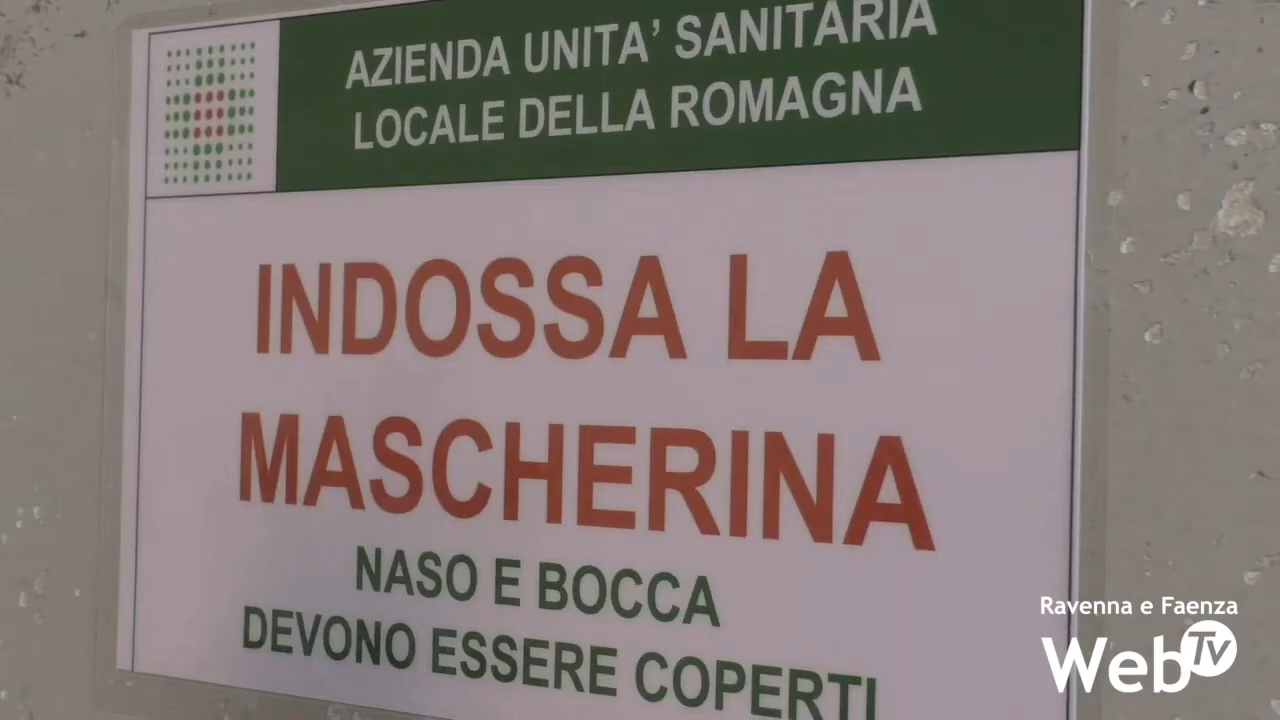 AZIENDA UNITA' SANITARIA
LOCALE DELLA ROMAGNA
INDOSSA LA
MASCHERINA
NASO E BOCCA
DEVONO ESSERE COPERTI
Ravenna e Faenza
WebTv